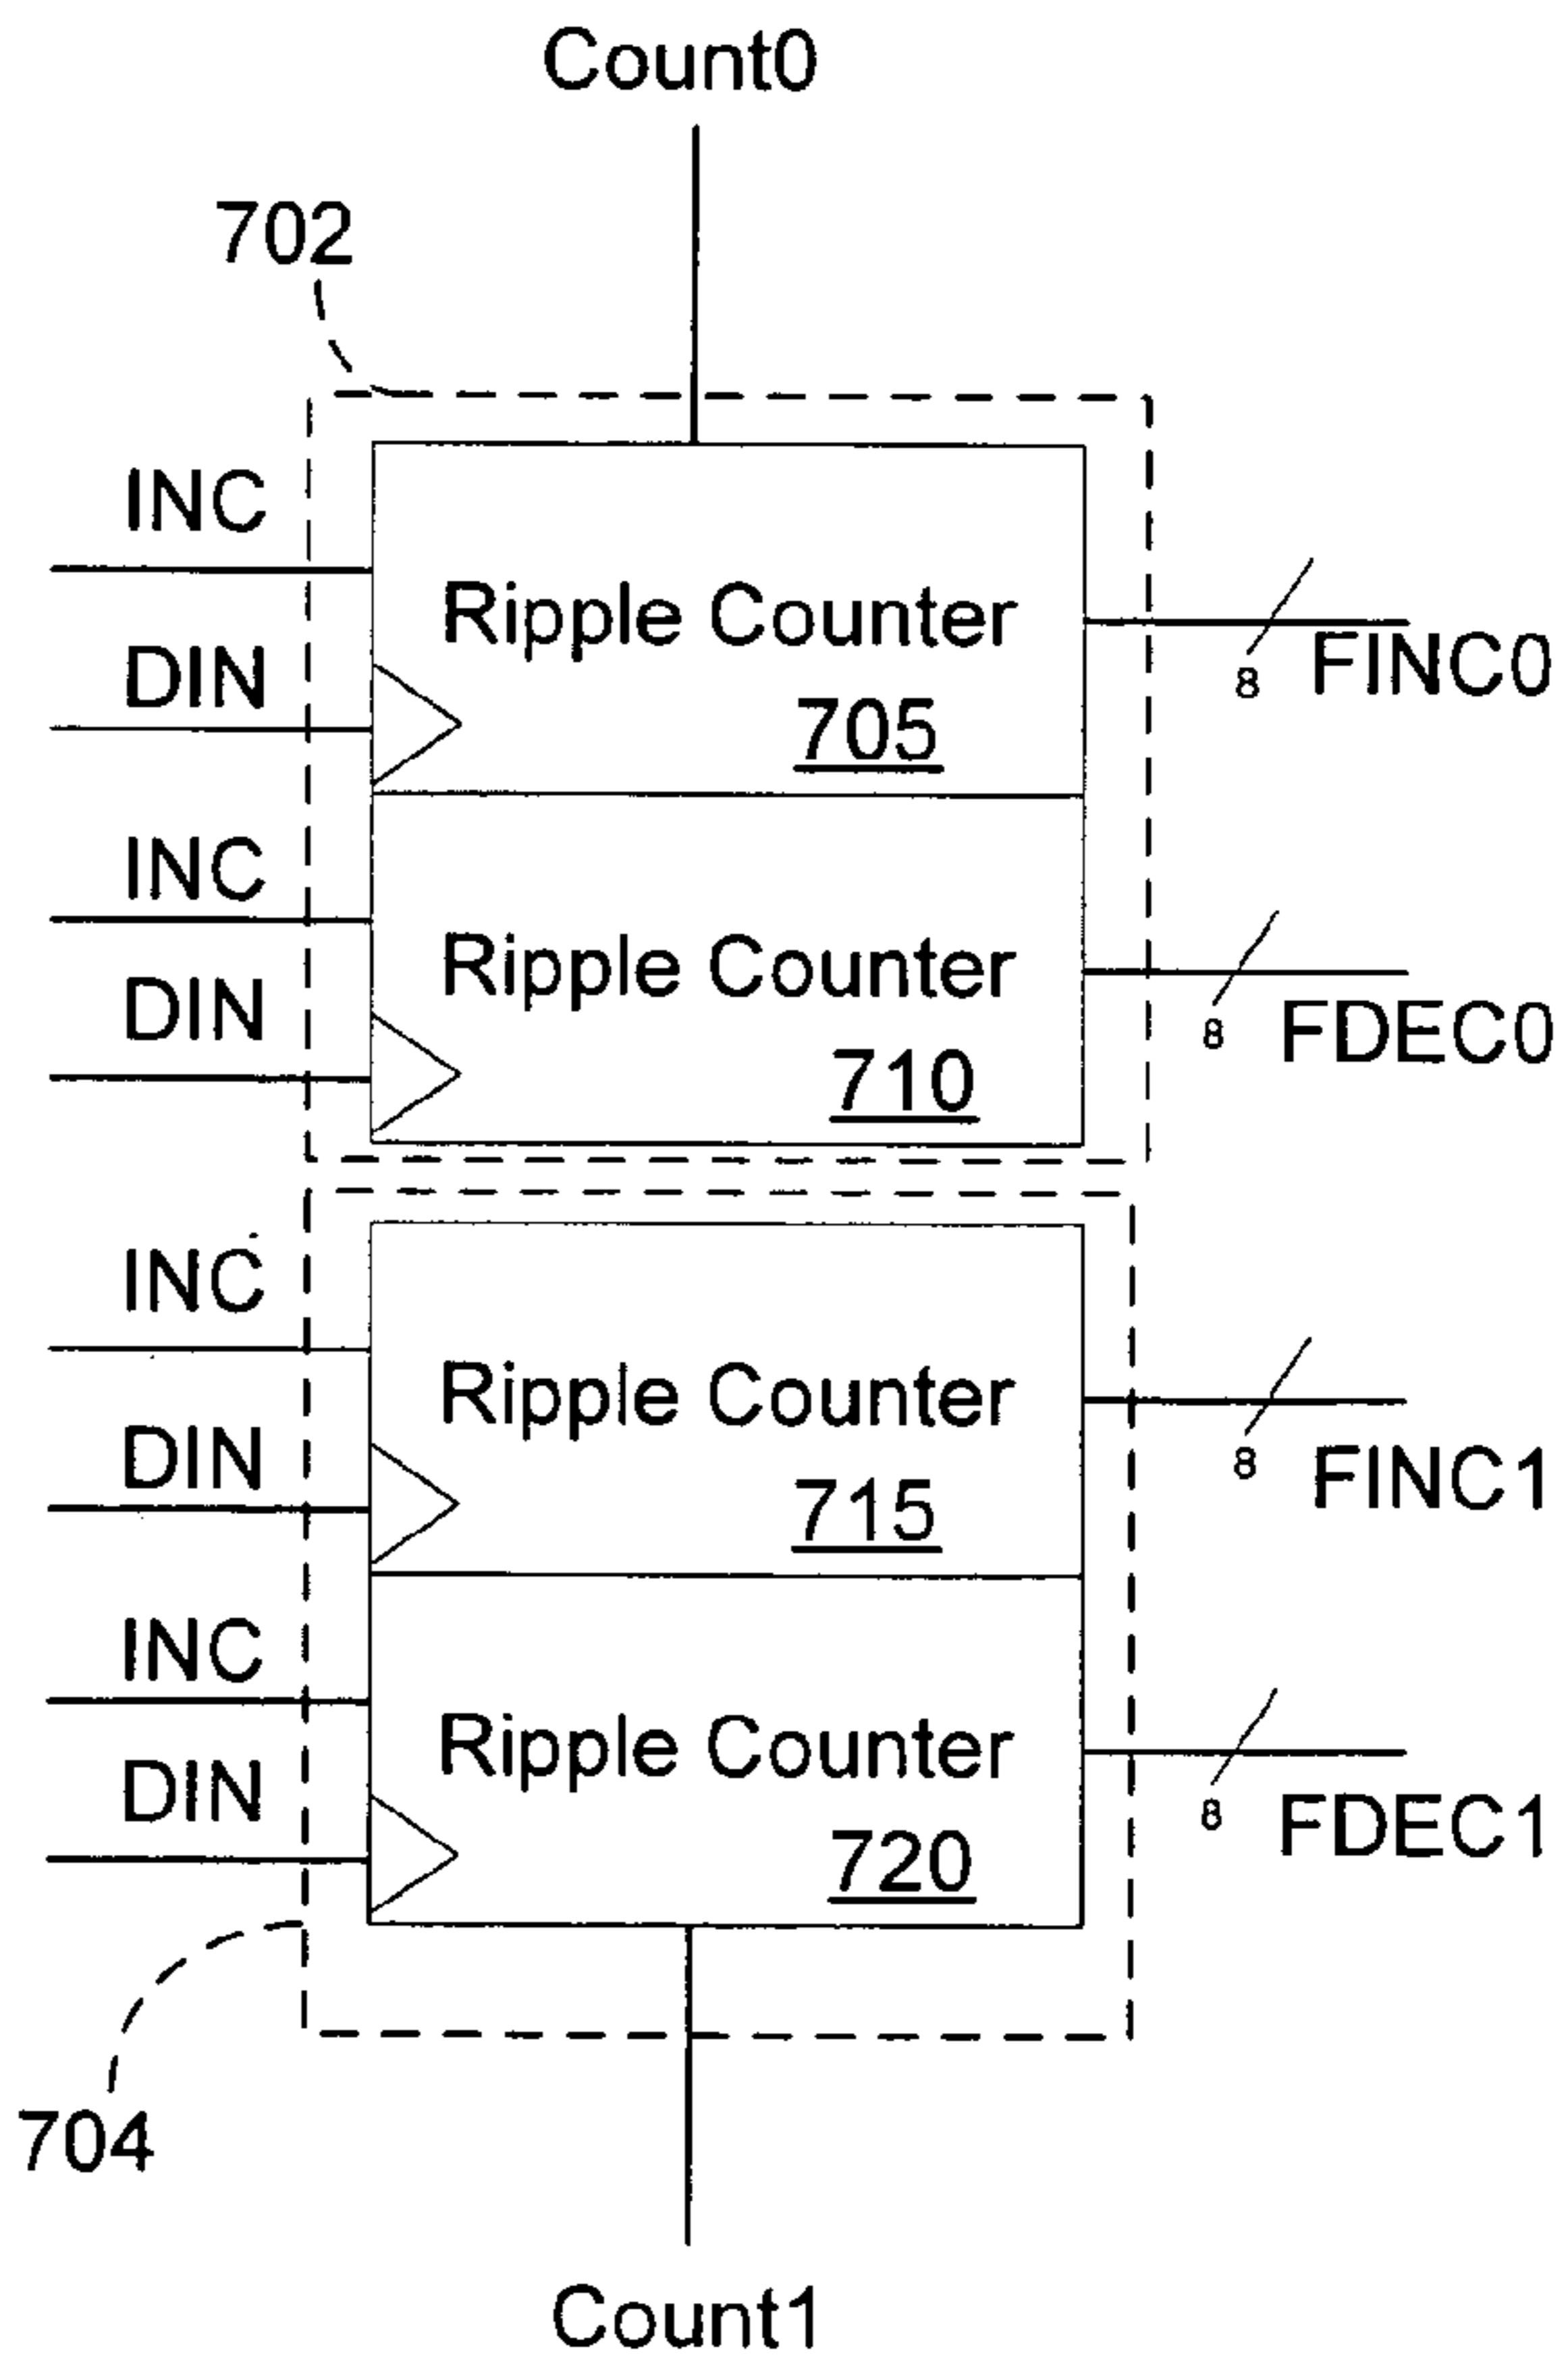 Count0
702
INC
Ripple Counter
DIN
705
8
FINC0
INC
Ripple Counter
DIN
710
8
FDEC0
INC
Ripple Counter
DIN
715
8
FINC1
INC
Ripple Counter
DIN
720
8
FDEC1
704
Count1